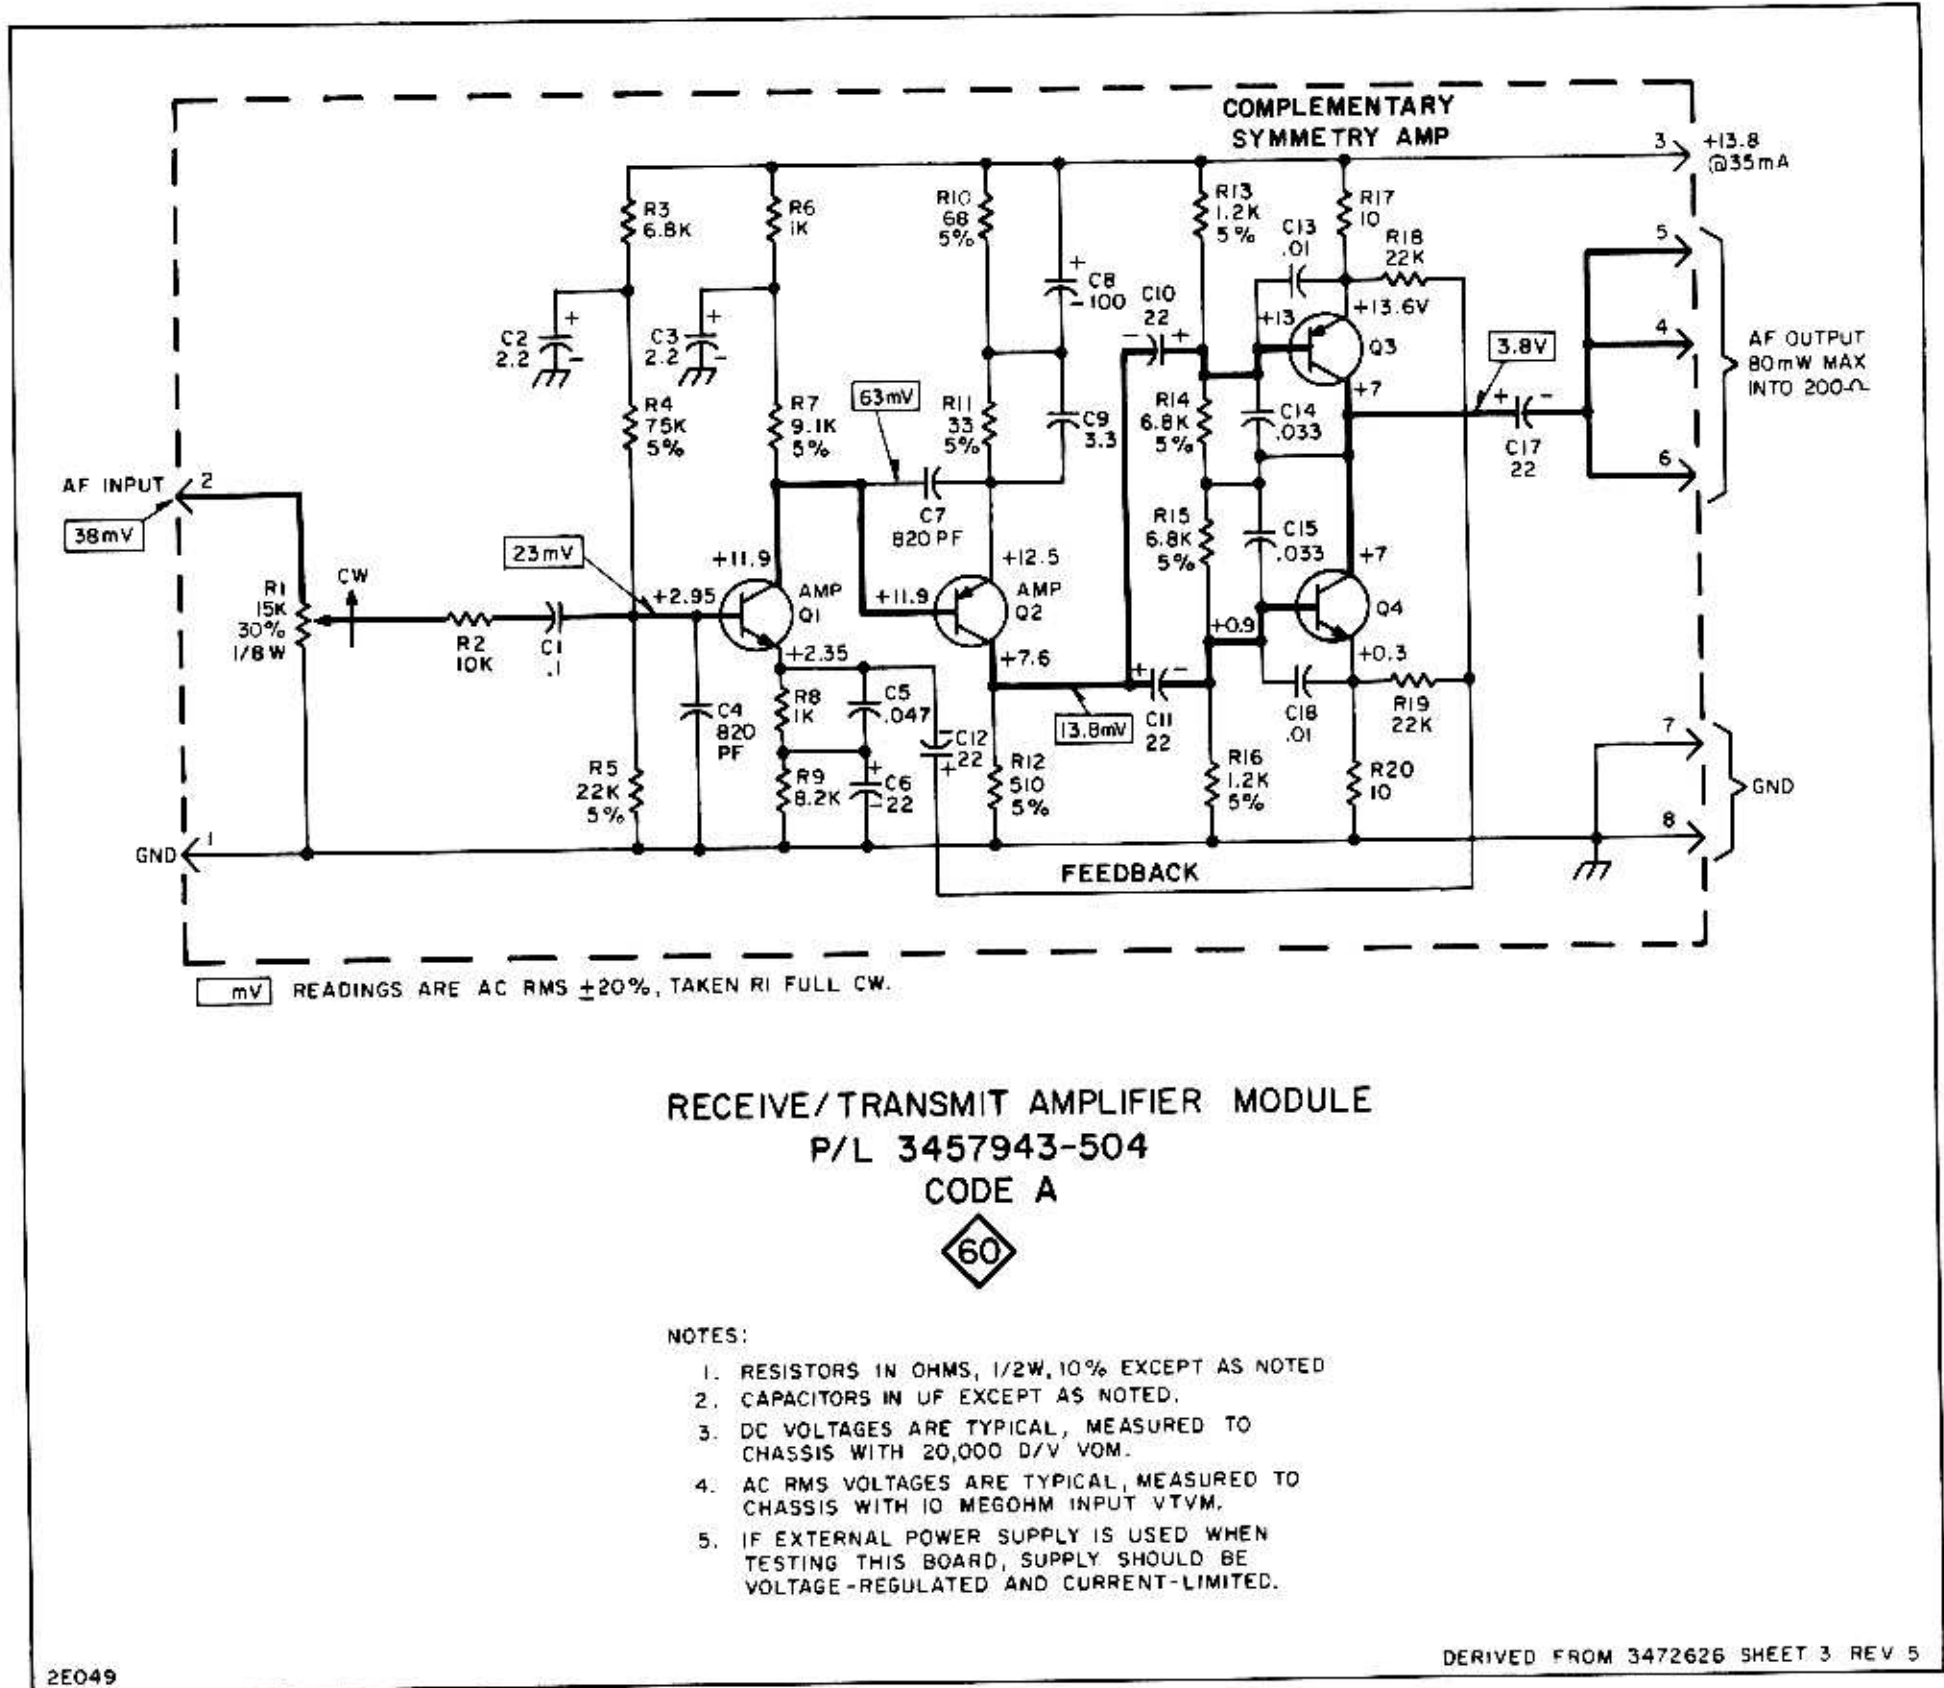 COMPLEMENTARY
SYMMETRY AMP
3
+13.8
@35mA
R3
6.8K
R6
1K
R10
68
5%
R13
1.2K
5%
C13
.01
R17
10
R18
22K
5
+
C8
-100
C10
22
- +
+13
+13.6V
Q3
3.8V
4
AF OUTPUT
80mW MAX
INTO 200Ω
C2
2.2
+
-
C3
2.2
+
-
+7
+ -
C17
22
R4
75K
5%
R7
9.1K
5%
63mV
R11
33
5%
C9
3.3
R14
6.8K
5%
C14
.033
6
AF INPUT
2
38mV
C7
820 PF
R15
6.8K
5%
C15
.033
+7
23mV
+11.9
+12.5
R1
15K
30%
1/8W
CW
R2
10K
C1
.1
+2.95
AMP
Q1
+11.9
AMP
Q2
Q4
+0.9
+2.35
+7.6
+0.3
+ -
C11
22
C4
820
PF
R8
1K
C5
.047
13.8mV
C18
.01
R19
22K
-
C12
22
+
R5
22K
5%
R9
8.2K
+
C6
-22
R12
510
5%
R16
1.2K
5%
R20
10
7
GND
8
GND
1
FEEDBACK
mV READINGS ARE AC RMS ±20%, TAKEN R1 FULL CW.
RECEIVE/TRANSMIT AMPLIFIER MODULE
P/L 3457943-504
CODE A
60
NOTES:
1. RESISTORS IN OHMS, 1/2W, 10% EXCEPT AS NOTED
2. CAPACITORS IN UF EXCEPT AS NOTED.
3. DC VOLTAGES ARE TYPICAL, MEASURED TO
CHASSIS WITH 20,000 D/V VOM.
4. AC RMS VOLTAGES ARE TYPICAL, MEASURED TO
CHASSIS WITH 10 MEGOHM INPUT VTVM.
5. IF EXTERNAL POWER SUPPLY IS USED WHEN
TESTING THIS BOARD, SUPPLY SHOULD BE
VOLTAGE-REGULATED AND CURRENT-LIMITED.
2E049
DERIVED FROM 3472626 SHEET 3 REV 5